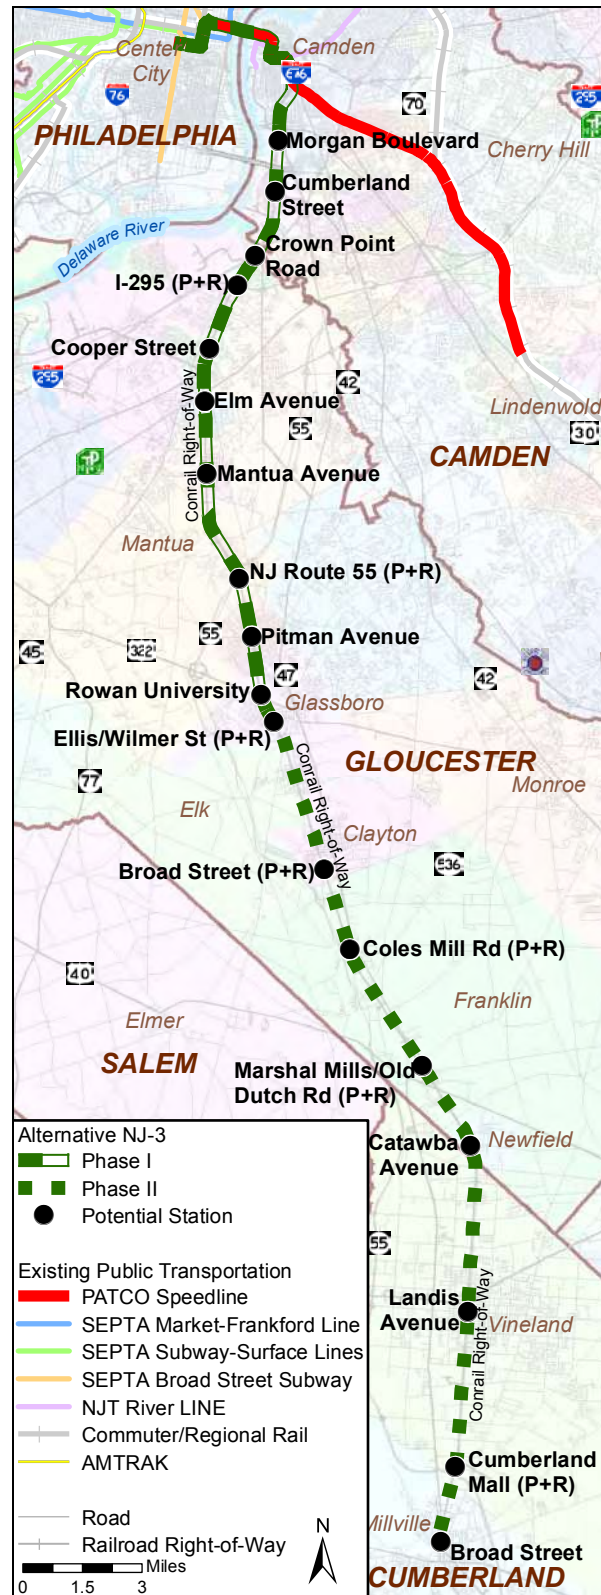 Center
City
Camden
676
76
70
295
PHILADELPHIA
Morgan Boulevard
Cherry Hill
Cumberland
Street
Delaware River
Crown Point
Road
I-295 (P+R)
Cooper Street
295
42
Elm Avenue
Lindenwold
55
30
Conrail Right-of-Way
CAMDEN
Mantua Avenue
Mantua
NJ Route 55 (P+R)
55
Pitman Avenue
45
322
47
42
Rowan University
Glassboro
Ellis/Wilmer St (P+R)
GLOUCESTER
77
Conrail Right-of-Way
Monroe
Elk
Clayton
Broad Street (P+R)
536
Coles Mill Rd (P+R)
40
Franklin
Elmer
SALEM
Marshal Mills/Old
Dutch Rd (P+R)
Catawba
Avenue
Newfield
55
Landis
Avenue
Vineland
Conrail Right-of-Way
Cumberland
Mall (P+R)
Millville
Broad Street
CUMBERLAND
Alternative NJ-3
Phase I
Phase II
Potential Station
Existing Public Transportation
PATCO Speedline
SEPTA Market-Frankford Line
SEPTA Subway-Surface Lines
SEPTA Broad Street Subway
NJT River LINE
Commuter/Regional Rail
AMTRAK
Road
Railroad Right-of-Way
N
Miles
0 1.5 3